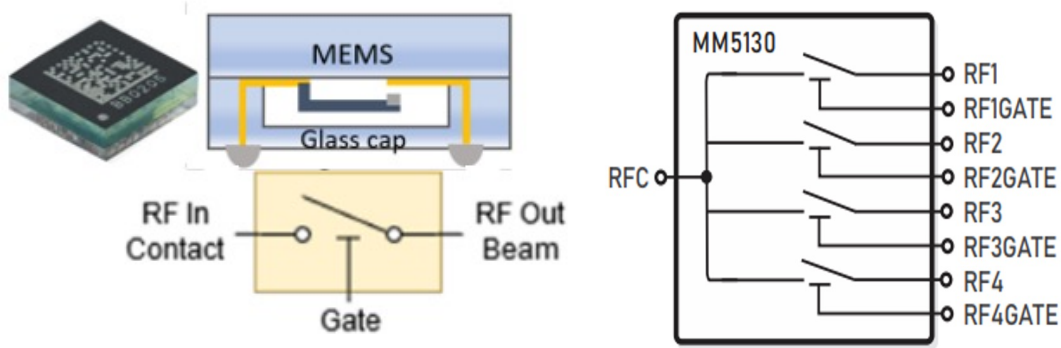 BB0205
MEMS
Glass cap
RF In
Contact
RF Out
Beam
Gate
MM5130
RFC
RF1
RF1GATE
RF2
RF2GATE
RF3
RF3GATE
RF4
RF4GATE